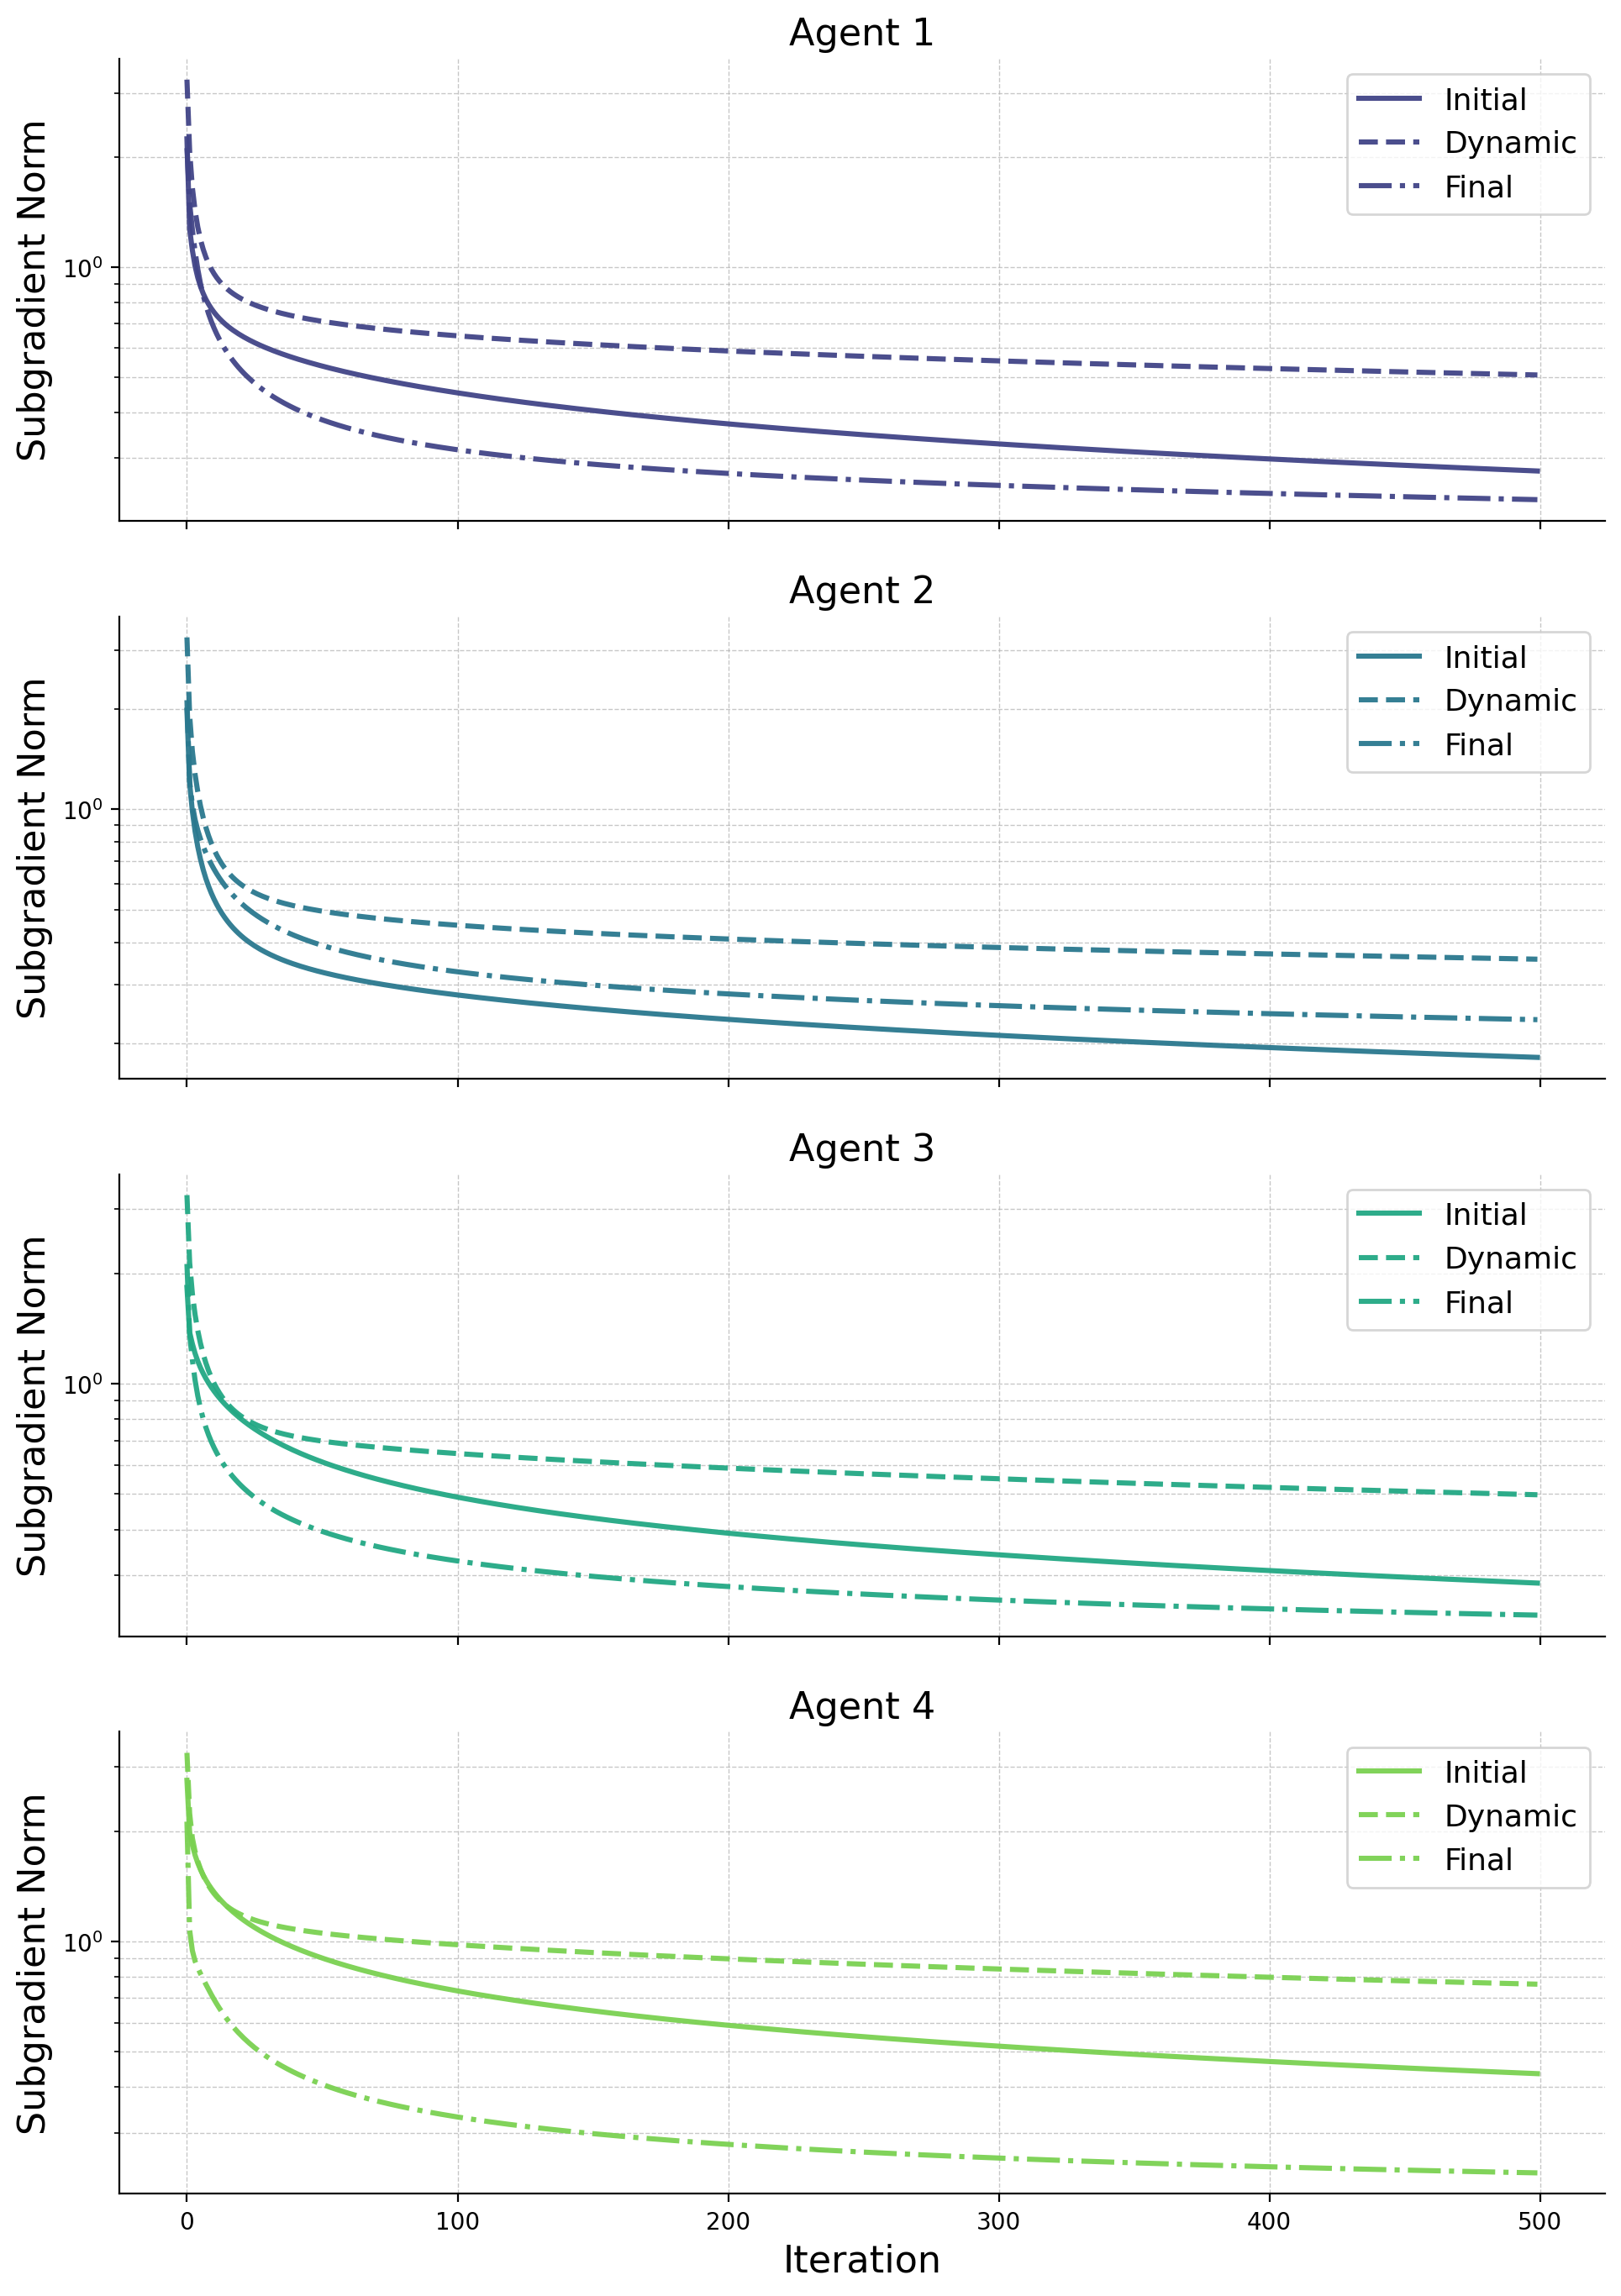 Agent 1
Subgradient Norm
10⁰
Initial
Dynamic
Final
Agent 2
Subgradient Norm
10⁰
Initial
Dynamic
Final
Agent 3
Subgradient Norm
10⁰
Initial
Dynamic
Final
Agent 4
Subgradient Norm
10⁰
Initial
Dynamic
Final
0 100 200 300 400 500
Iteration